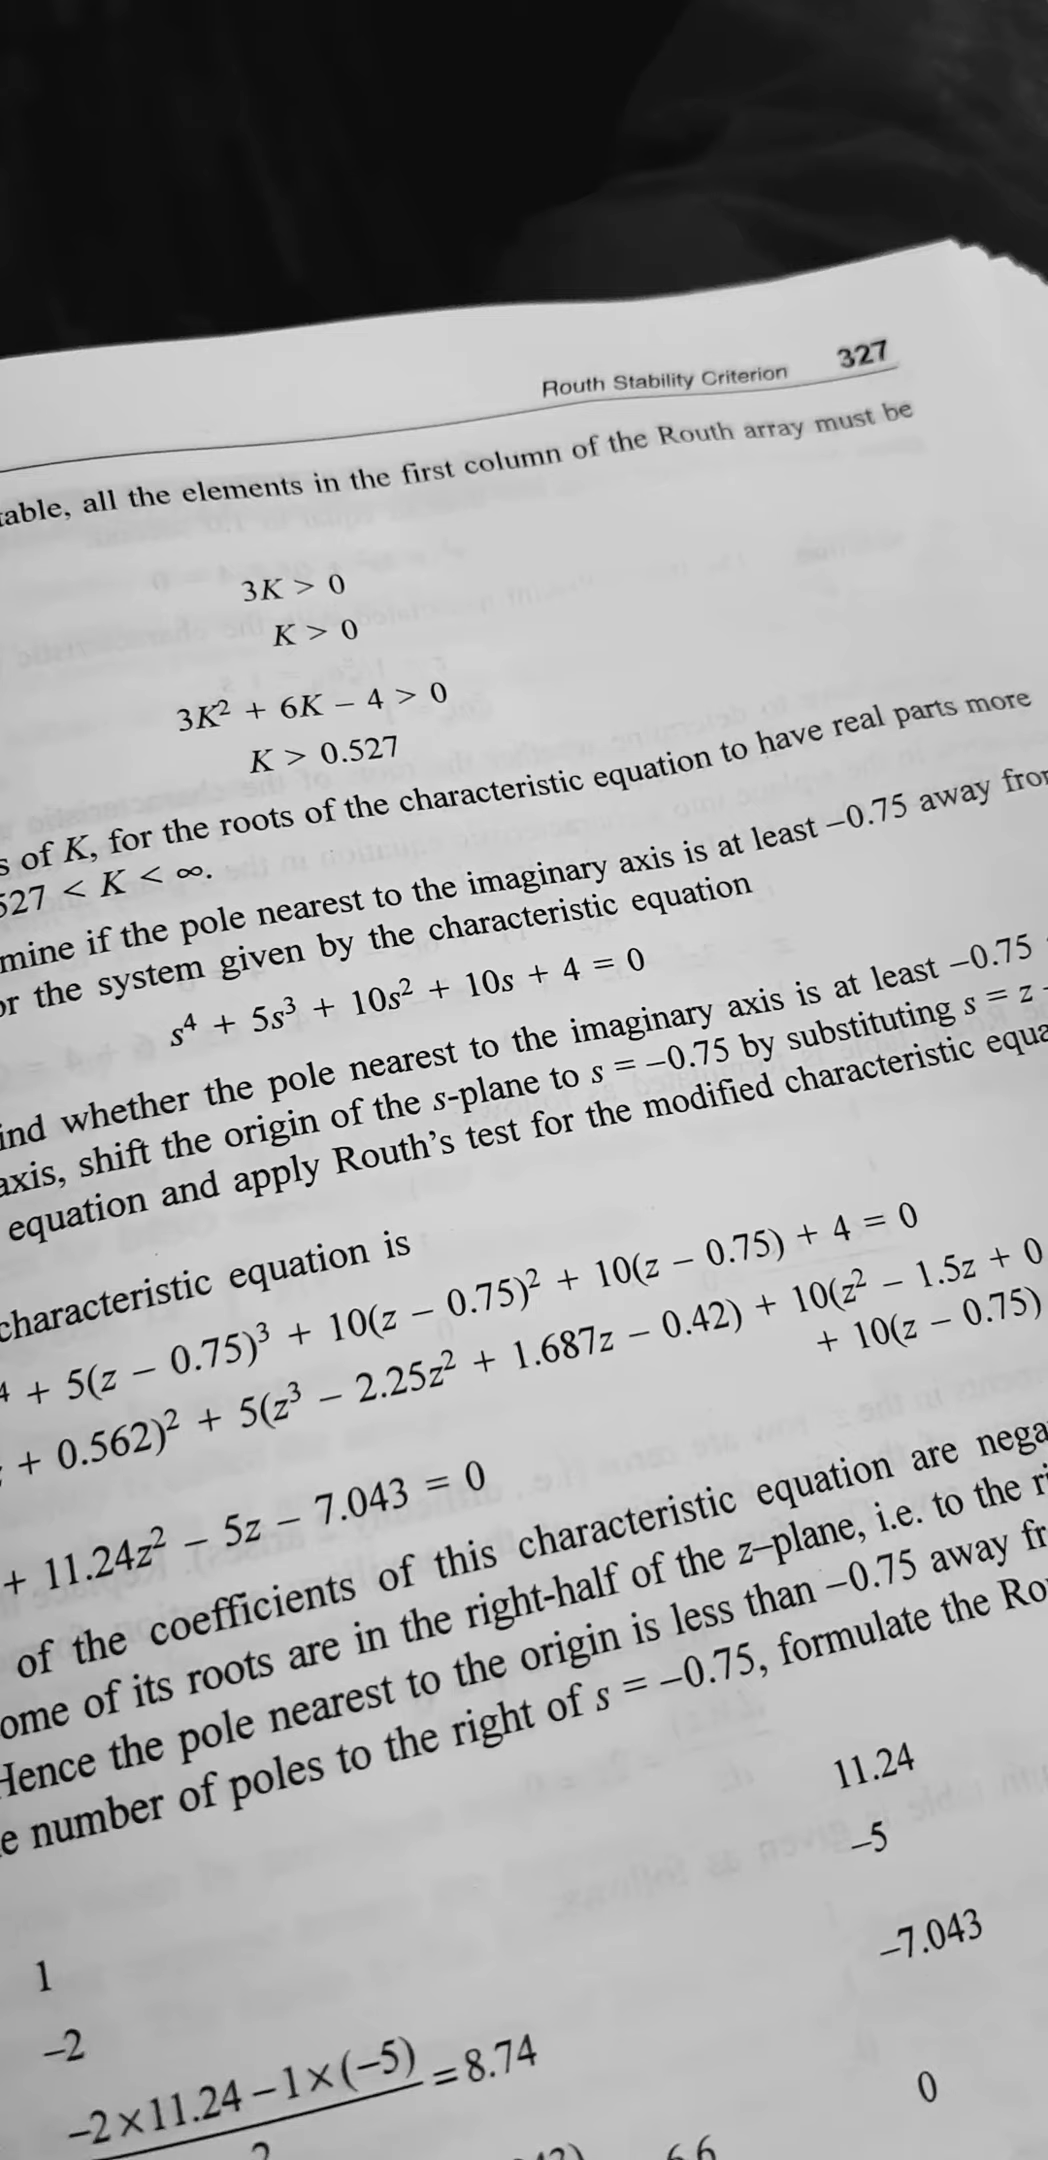 Routh Stability Criterion 327
table, all the elements in the first column of the Routh array must be
3K > 0
K > 0
3K² + 6K – 4 > 0
K > 0.527
s of K, for the roots of the characteristic equation to have real parts more
527 < K < ∞.
mine if the pole nearest to the imaginary axis is at least –0.75 away from
or the system given by the characteristic equation
s⁴ + 5s³ + 10s² + 10s + 4 = 0
ind whether the pole nearest to the imaginary axis is at least –0.75
axis, shift the origin of the s-plane to s = –0.75 by substituting s = z -
equation and apply Routh's test for the modified characteristic equa
characteristic equation is
4 + 5(z – 0.75)³ + 10(z – 0.75)² + 10(z – 0.75) + 4 = 0
+ 0.562)² + 5(z³ – 2.25z² + 1.687z – 0.42) + 10(z² – 1.5z + 0
+ 10(z – 0.75)
+ 11.24z² – 5z – 7.043 = 0
of the coefficients of this characteristic equation are nega
ome of its roots are in the right-half of the z–plane, i.e. to the ri
Hence the pole nearest to the origin is less than –0.75 away fr
e number of poles to the right of s = –0.75, formulate the Ro
1 11.24
–2 –5
–2×11.24 – 1×(–5) = 8.74 –7.043
2
0